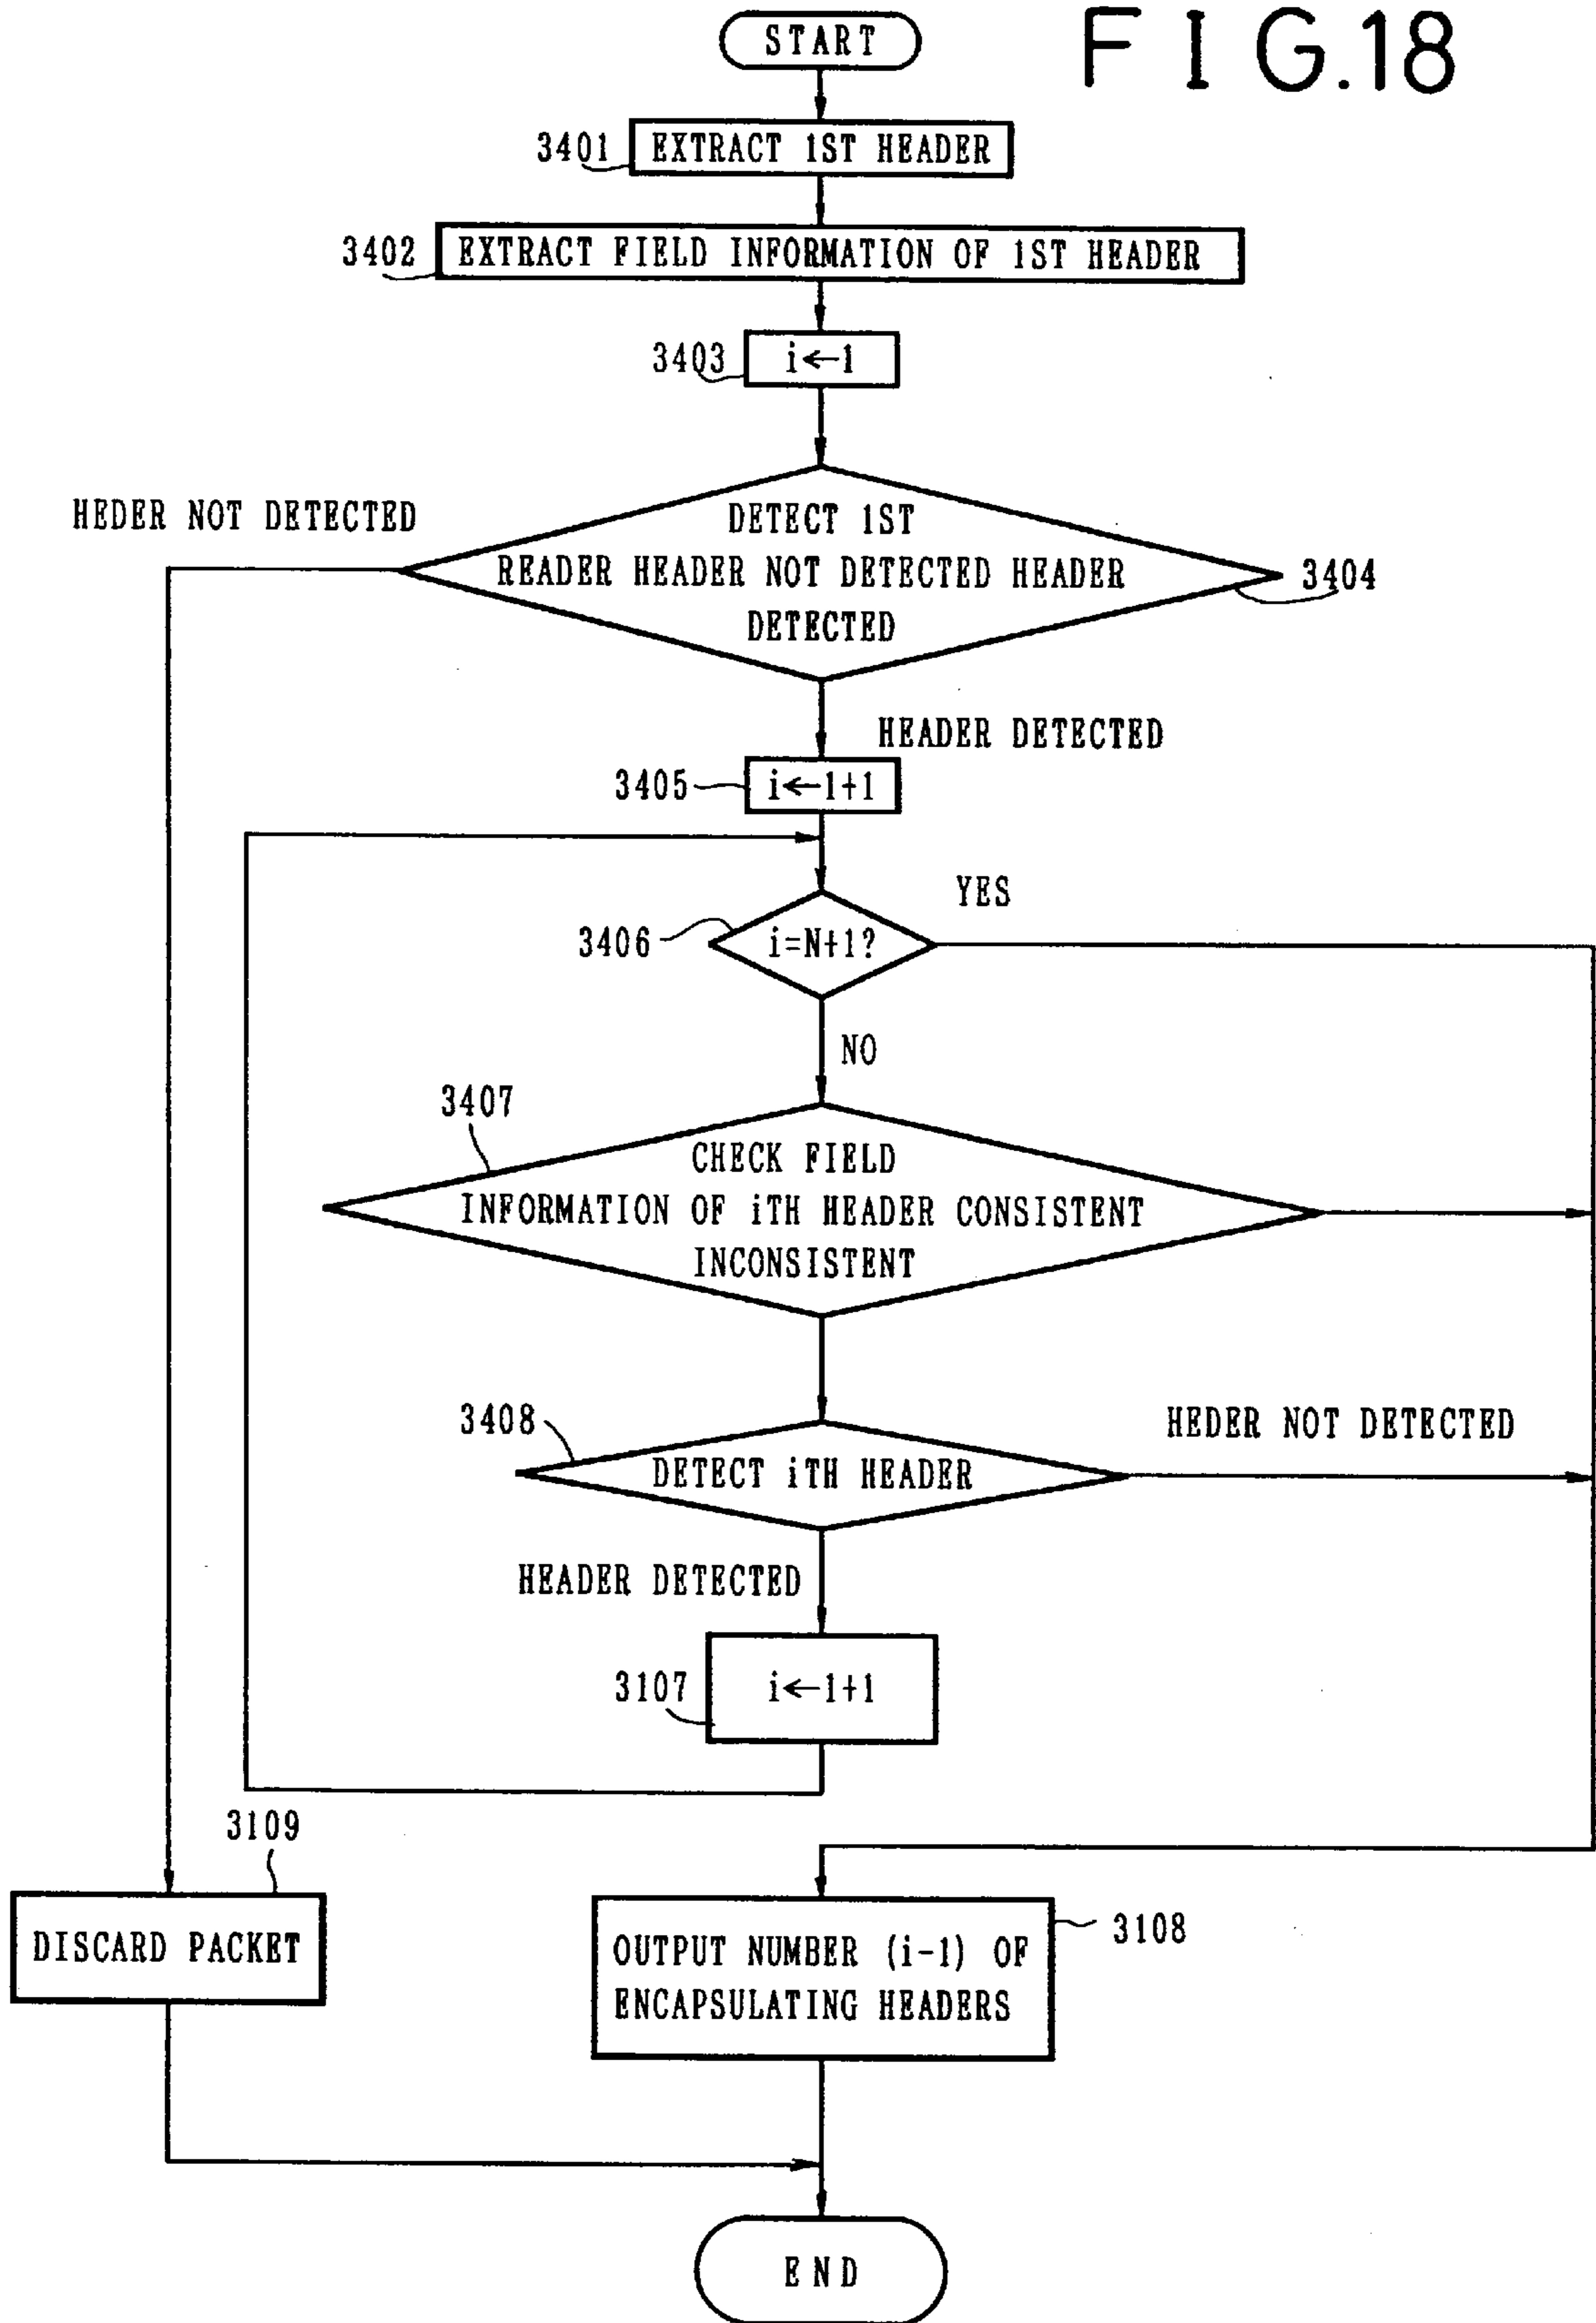 START
F I G.18
3401
EXTRACT 1ST HEADER
3402
EXTRACT FIELD INFORMATION OF 1ST HEADER
3403
i←1
HEDER NOT DETECTED
DETECT 1ST
READER HEADER NOT DETECTED HEADER
DETECTED
3404
HEADER DETECTED
3405
i←1+1
YES
3406
i=N+1?
NO
3407
CHECK FIELD
INFORMATION OF iTH HEADER CONSISTENT
INCONSISTENT
3408
HEDER NOT DETECTED
DETECT iTH HEADER
HEADER DETECTED
3107
i←1+1
3109
DISCARD PACKET
3108
OUTPUT NUMBER (i-1) OF
ENCAPSULATING HEADERS
END